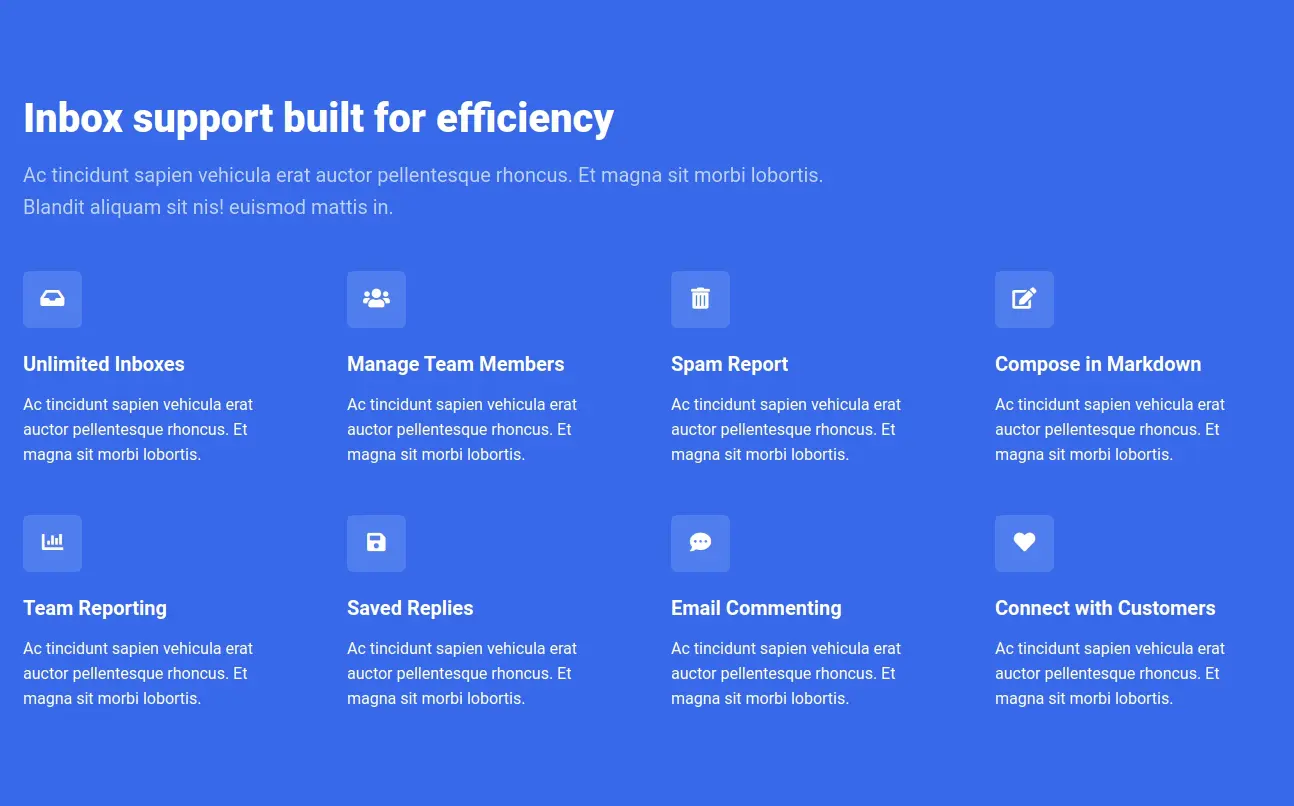 Inbox support built for efficiency
Ac tincidunt sapien vehicula erat auctor pellentesque rhoncus. Et magna sit morbi lobortis.
Blandit aliquam sit nis! euismod mattis in.
Unlimited Inboxes
Ac tincidunt sapien vehicula erat
auctor pellentesque rhoncus. Et
magna sit morbi lobortis.
Manage Team Members
Ac tincidunt sapien vehicula erat
auctor pellentesque rhoncus. Et
magna sit morbi lobortis.
Spam Report
Ac tincidunt sapien vehicula erat
auctor pellentesque rhoncus. Et
magna sit morbi lobortis.
Compose in Markdown
Ac tincidunt sapien vehicula erat
auctor pellentesque rhoncus. Et
magna sit morbi lobortis.
Team Reporting
Ac tincidunt sapien vehicula erat
auctor pellentesque rhoncus. Et
magna sit morbi lobortis.
Saved Replies
Ac tincidunt sapien vehicula erat
auctor pellentesque rhoncus. Et
magna sit morbi lobortis.
Email Commenting
Ac tincidunt sapien vehicula erat
auctor pellentesque rhoncus. Et
magna sit morbi lobortis.
Connect with Customers
Ac tincidunt sapien vehicula erat
auctor pellentesque rhoncus. Et
magna sit morbi lobortis.